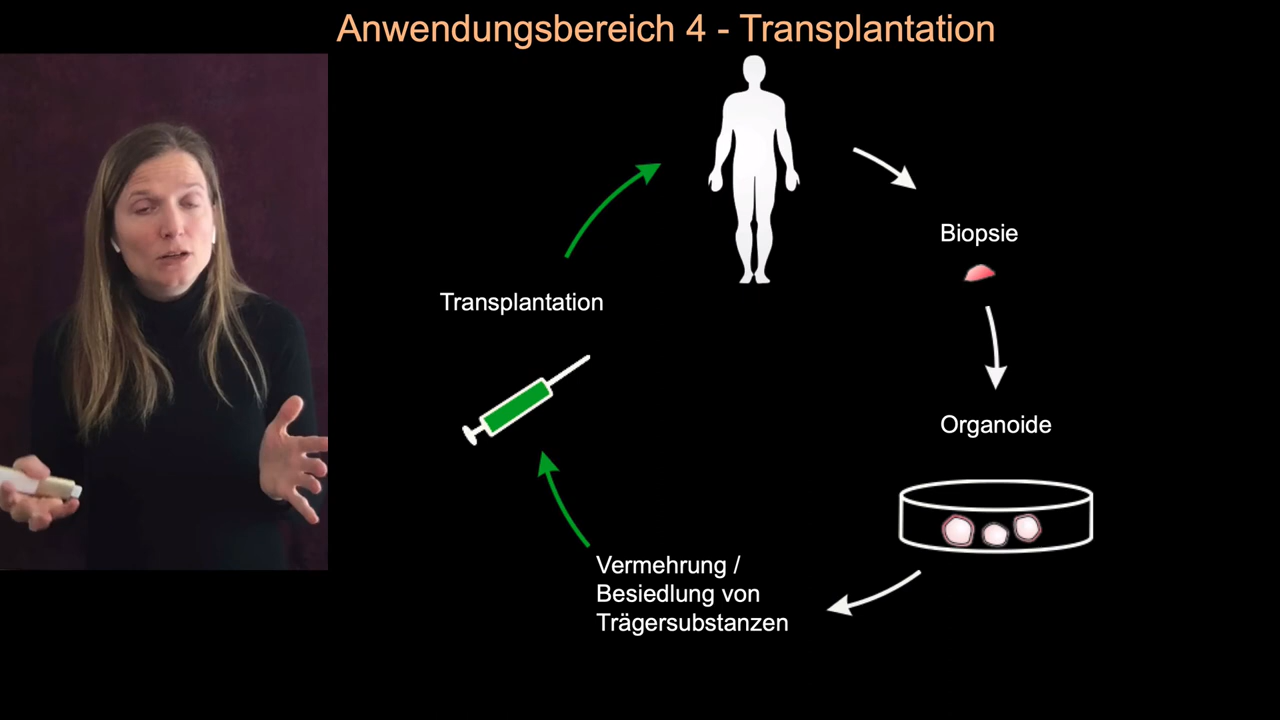 Anwendungsbereich 4 - Transplantation
Biopsie
Transplantation
Organoide
Vermehrung /
Besiedlung von
Trägersubstanzen